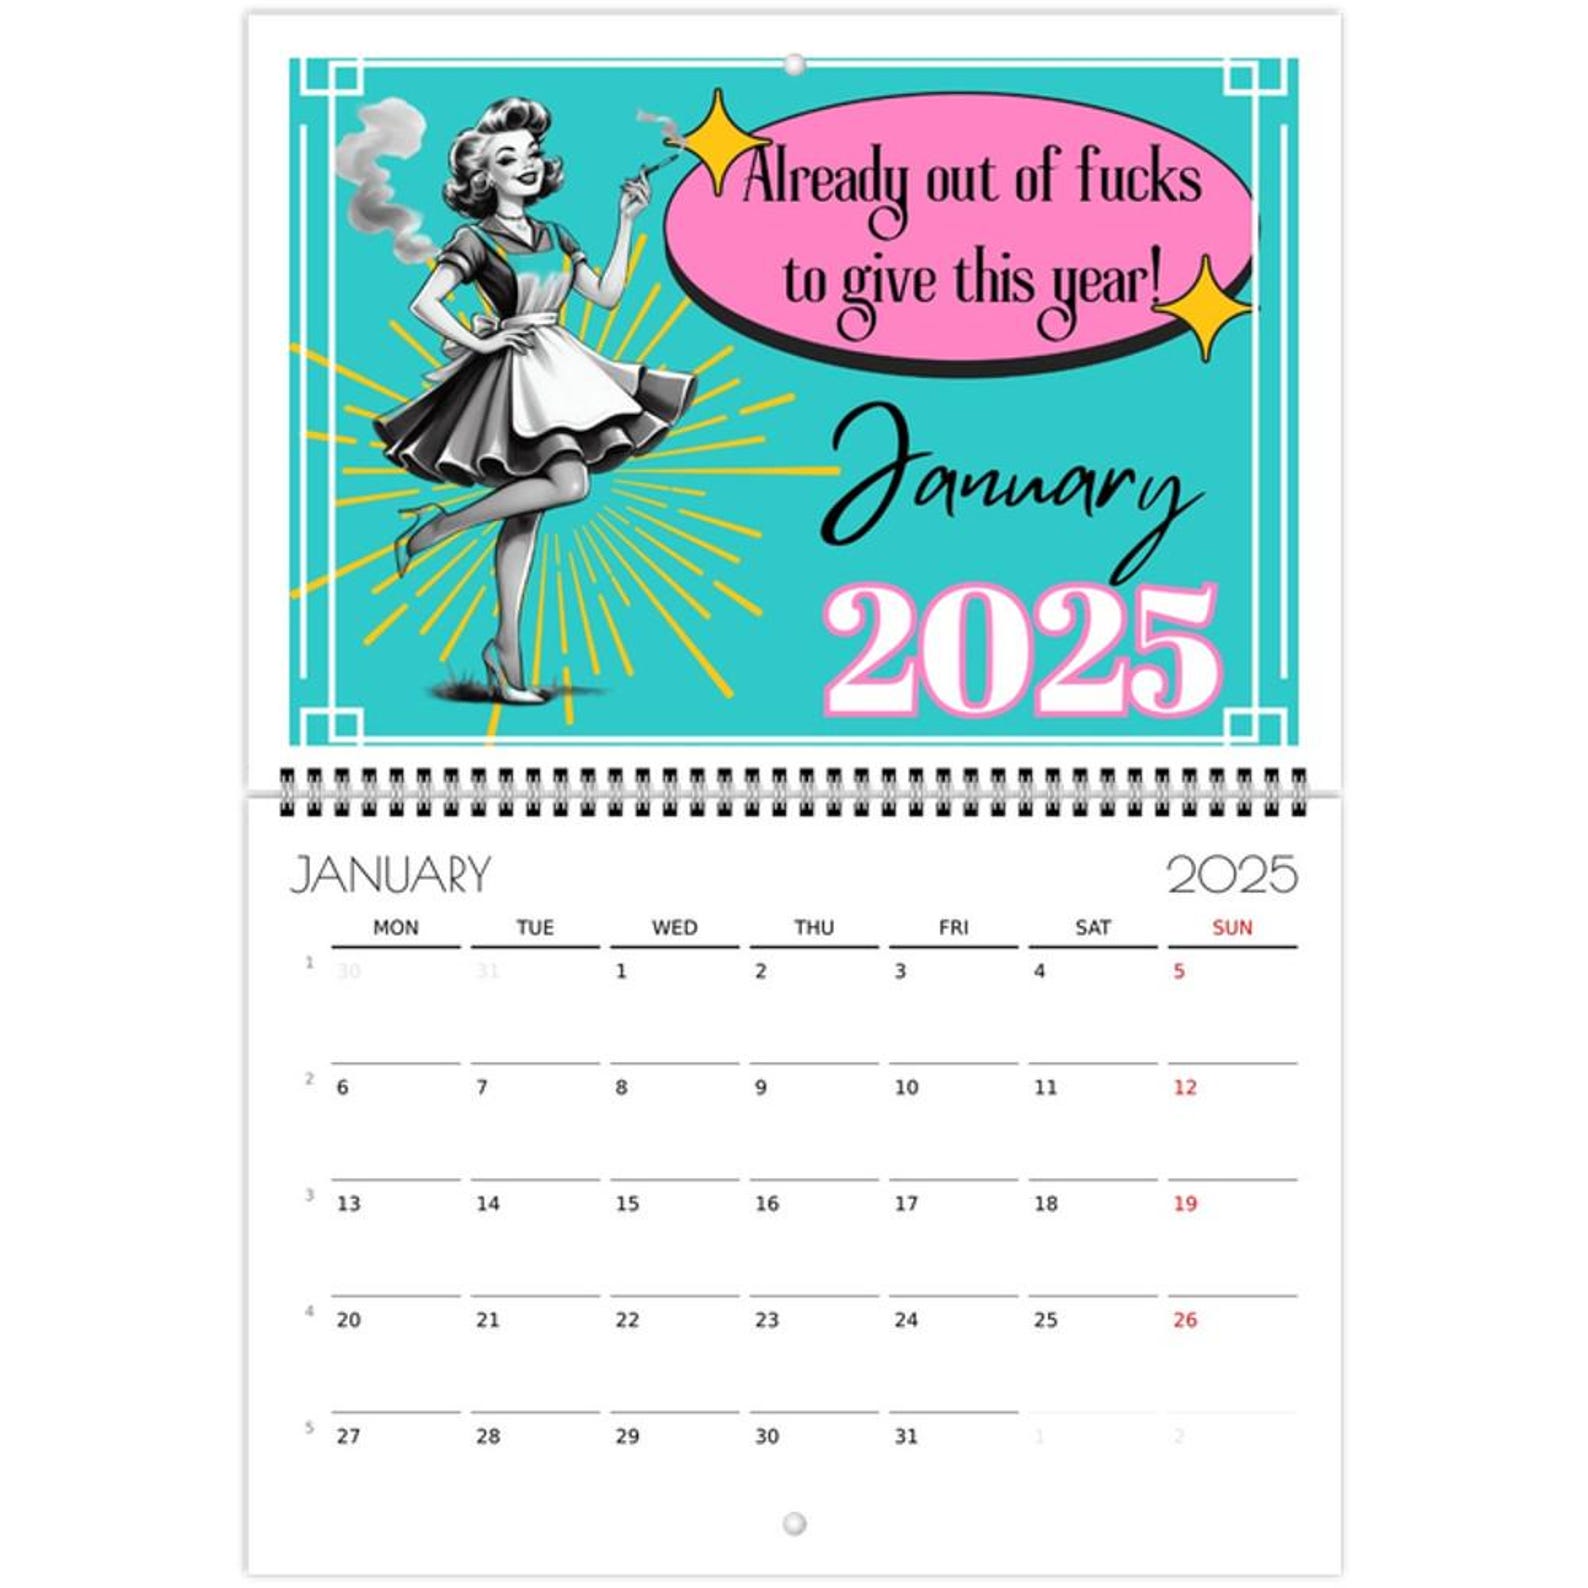 Already out of fucks
to give this year!
January
2025
JANUARY 2025
MON TUE WED THU FRI SAT SUN
1 30 31 1 2 3 4 5
2 6 7 8 9 10 11 12
3 13 14 15 16 17 18 19
4 20 21 22 23 24 25 26
5 27 28 29 30 31 1 2